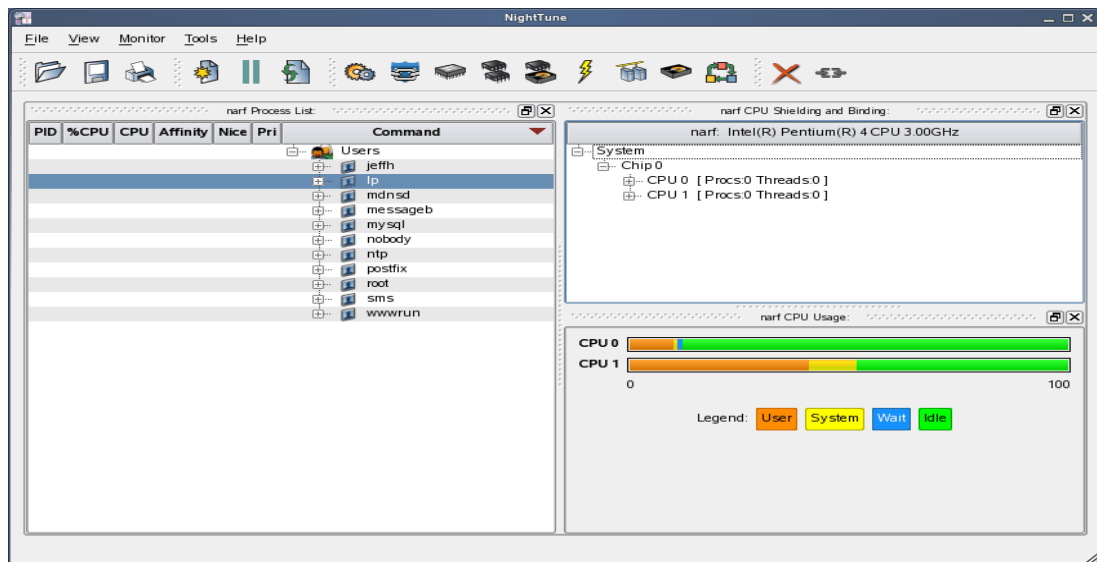 NightTune
File View Monitor Tools Help
narf Process List:
PID %CPU CPU Affinity Nice Pri Command
Users
jeffh
lp
mdnsd
messageb
mysql
nobody
ntp
postfix
root
sms
wwwrun
narf CPU Shielding and Binding:
narf: Intel(R) Pentium(R) 4 CPU 3.00GHz
System
Chip 0
CPU 0 [ Procs:0 Threads:0 ]
CPU 1 [ Procs:0 Threads:0 ]
narf CPU Usage:
CPU 0
CPU 1
0 100
Legend: User System Wait Idle